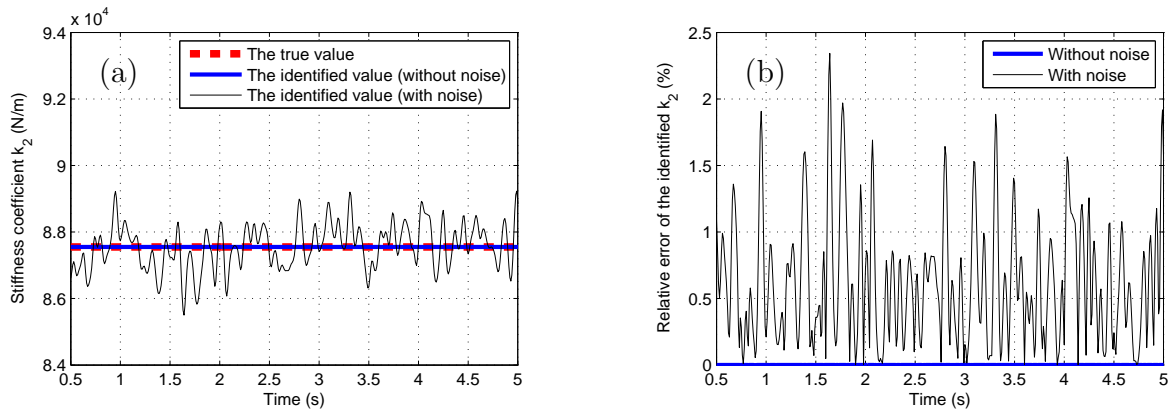 x 10^4
9.4
9.2
9
8.8
8.6
8.4
0.5 1 1.5 2 2.5 3 3.5 4 4.5 5
Time (s)
Stiffness coefficient k_2 (N/m)
(a)
The true value
The identified value (without noise)
The identified value (with noise)
2.5
2
1.5
1
0.5
0
0.5 1 1.5 2 2.5 3 3.5 4 4.5 5
Time (s)
Relative error of the identified k_2 (%)
(b)
Without noise
With noise